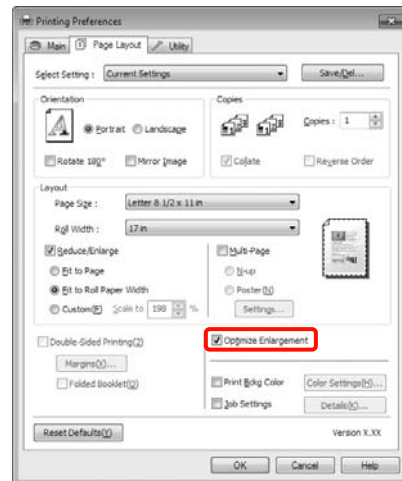 Printing Preferences
Main Page Layout Utility
Select Setting : Current Settings Save/Del...
Orientation
Portrait Landscape
Rotate 180° Mirror Image
Copies
Copies : 1
Collate Reverse Order
Layout
Page Size : Letter 8 1/2 x 11 in
Roll Width : 17 in
Reduce/Enlarge
Fit to Page
Fit to Roll Paper Width
Custom(F) Scale to 198 %
Multi-Page
N-up
Poster(N)
Settings...
Double-Sided Printing(2)
Margins(X)...
Folded Booklet(Q)
Optimize Enlargement
Print Bckg Color Color Settings(H)...
Job Settings Details(K)...
Reset Defaults(Y) Version X.XX
OK Cancel Help